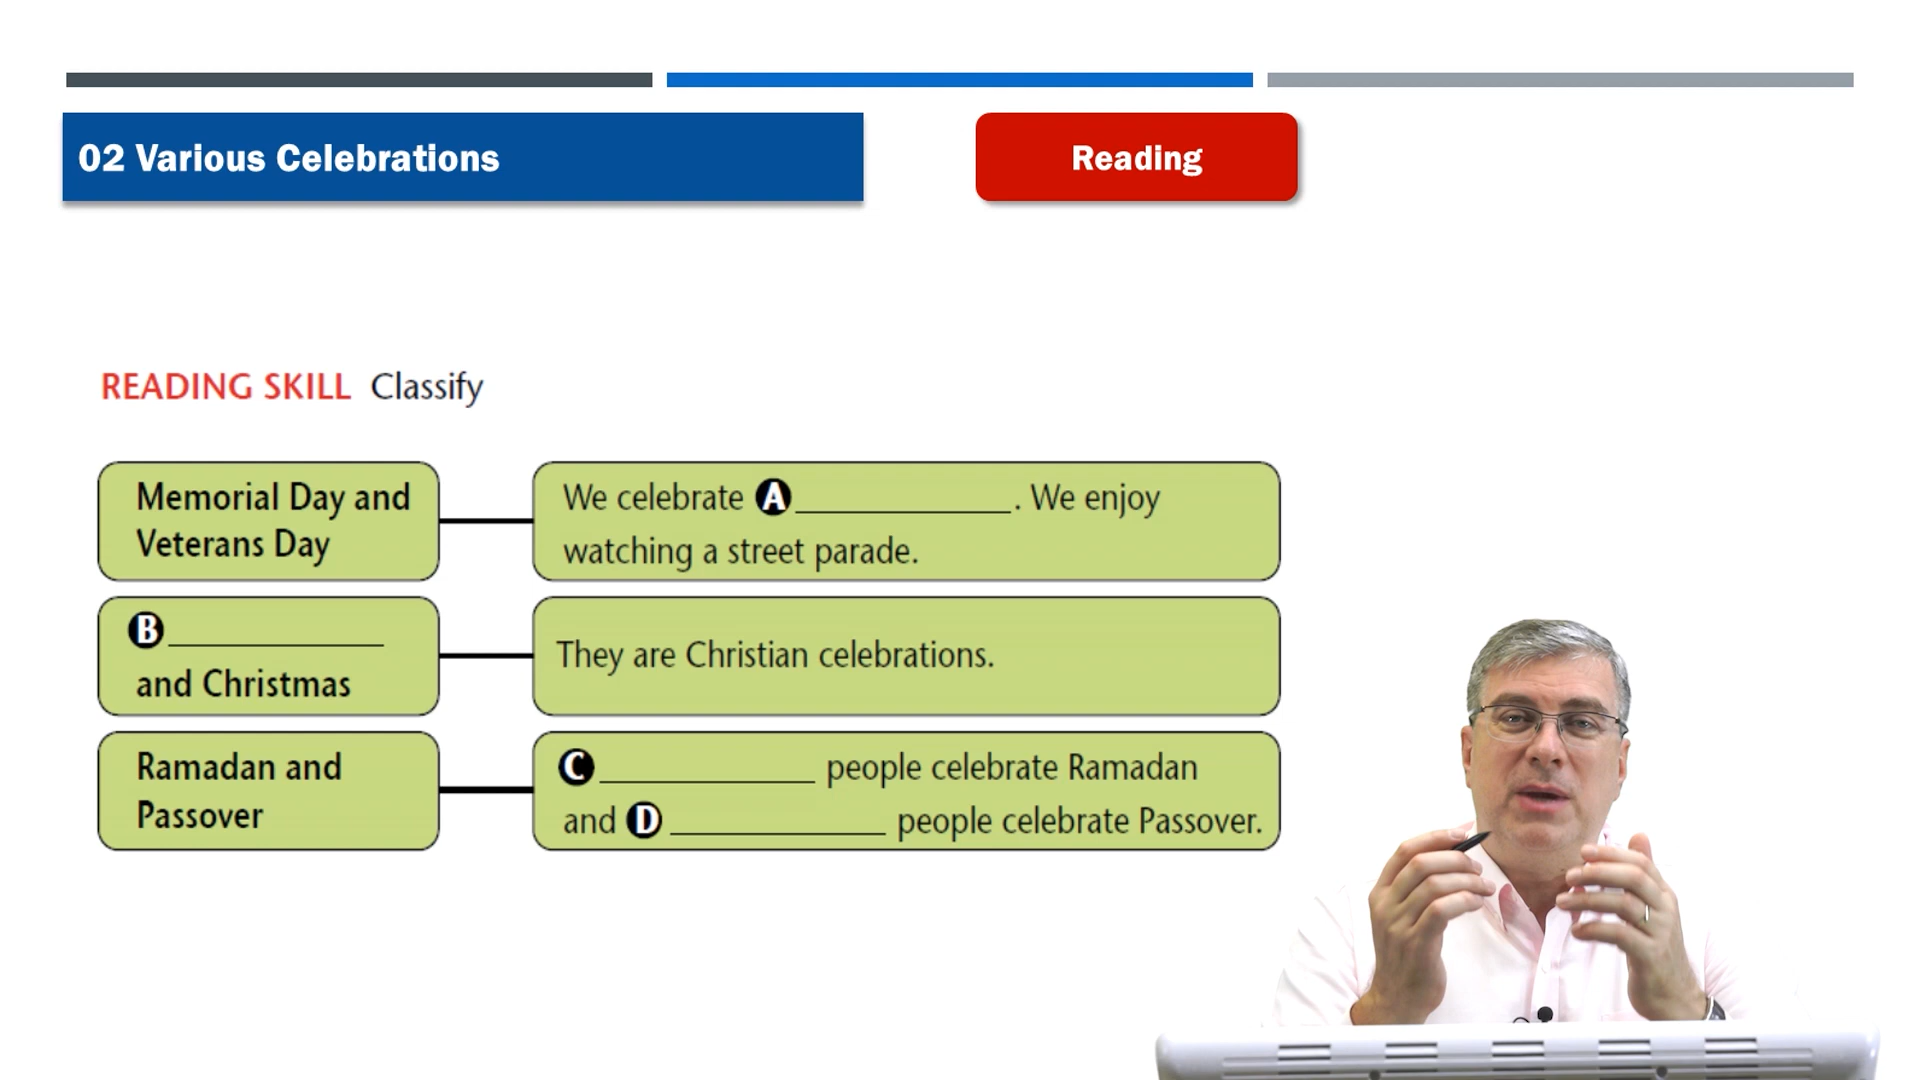 02 Various Celebrations
Reading
READING SKILL Classify
Memorial Day and
Veterans Day
We celebrate A ____________. We enjoy
watching a street parade.
B ____________
and Christmas
They are Christian celebrations.
Ramadan and
Passover
C ____________ people celebrate Ramadan
and D ____________ people celebrate Passover.